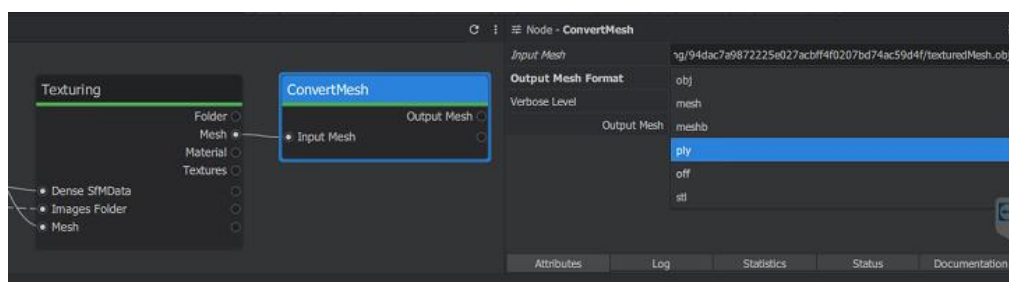 Node - ConvertMesh
Input Mesh ng/94dac7a9872225e027acbff4f0207bd74ac59d4f/texturedMesh.obj
Output Mesh Format obj
Verbose Level mesh
Output Mesh meshb
ply
off
stl
Texturing
Folder
Mesh
Material
Textures
Dense SfMData
Images Folder
Mesh
ConvertMesh
Output Mesh
Input Mesh
Attributes Log Statistics Status Documentation